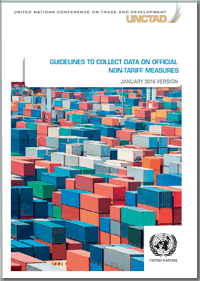 UNITED NATIONS CONFERENCE ON TRADE AND DEVELOPMENT
UNCTAD
GUIDELINES TO COLLECT DATA ON OFFICIAL
NON-TARIFF MEASURES
JANUARY 2016 VERSION
UNITED NATIONS